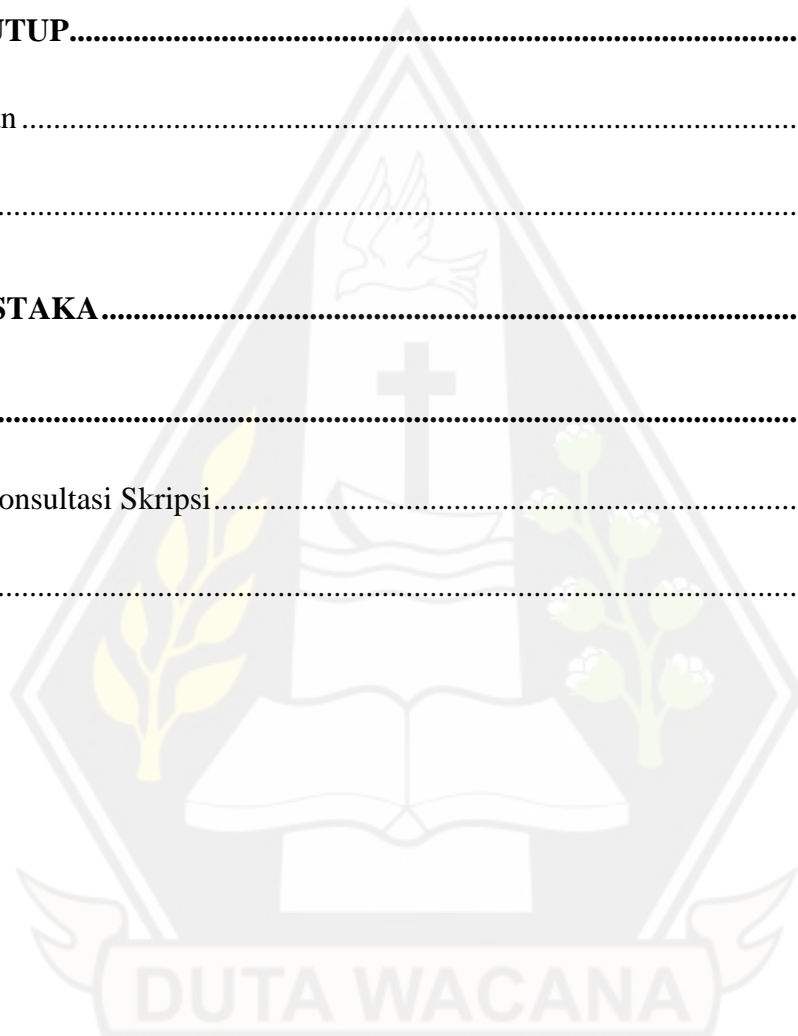 UTUP..........................................................................................
n ................................................................................................
...................................................................................................
STAKA......................................................................................
...................................................................................................
onsultasi Skripsi.........................................................................
...................................................................................................
DUTA WACANA